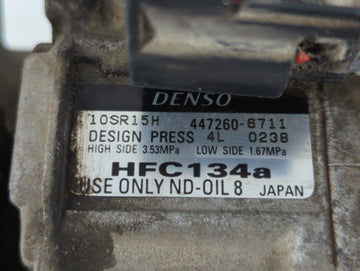 DENSO
10SR15H 447260-6711
DESIGN PRESS 4L 0238
HIGH SIDE 3.53MPa LOW SIDE 1.67MPa
HFC134a
USE ONLY ND-OIL 8 JAPAN